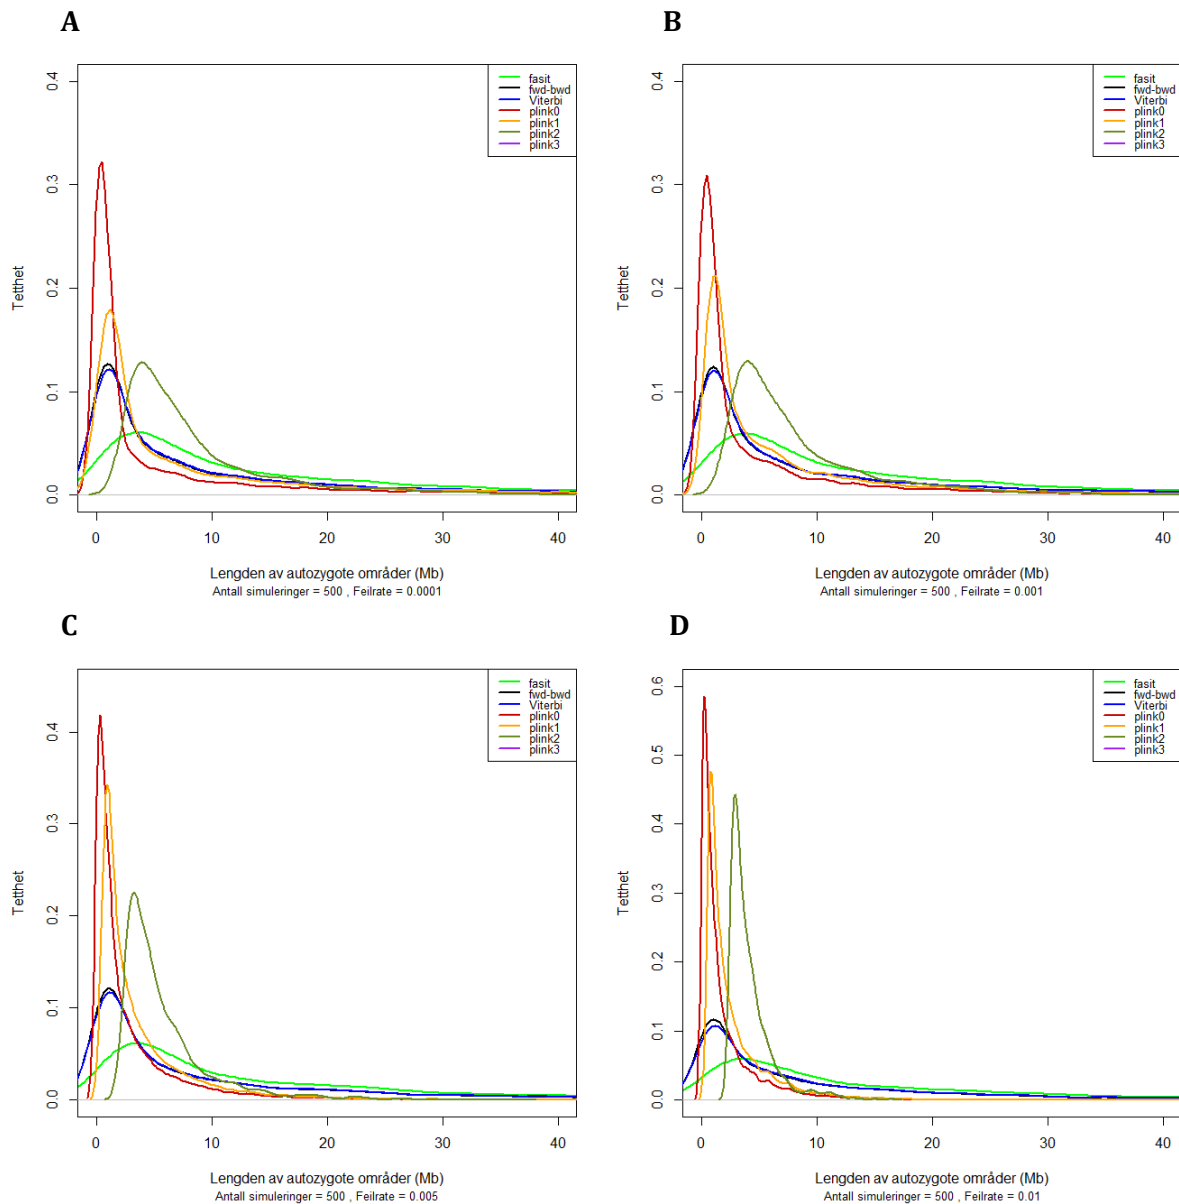 A
0.4
0.3
0.2
0.1
0.0
Tetthet
fasit
fwd-bwd
Viterbi
plink0
plink1
plink2
plink3
0 10 20 30 40
Lengden av autozygote områder (Mb)
Antall simuleringer = 500 , Feilrate = 0.0001
B
0.4
0.3
0.2
0.1
0.0
Tetthet
fasit
fwd-bwd
Viterbi
plink0
plink1
plink2
plink3
0 10 20 30 40
Lengden av autozygote områder (Mb)
Antall simuleringer = 500 , Feilrate = 0.001
C
0.4
0.3
0.2
0.1
0.0
Tetthet
fasit
fwd-bwd
Viterbi
plink0
plink1
plink2
plink3
0 10 20 30 40
Lengden av autozygote områder (Mb)
Antall simuleringer = 500 , Feilrate = 0.005
D
0.6
0.5
0.4
0.3
0.2
0.1
0.0
Tetthet
fasit
fwd-bwd
Viterbi
plink0
plink1
plink2
plink3
0 10 20 30 40
Lengden av autozygote områder (Mb)
Antall simuleringer = 500 , Feilrate = 0.01